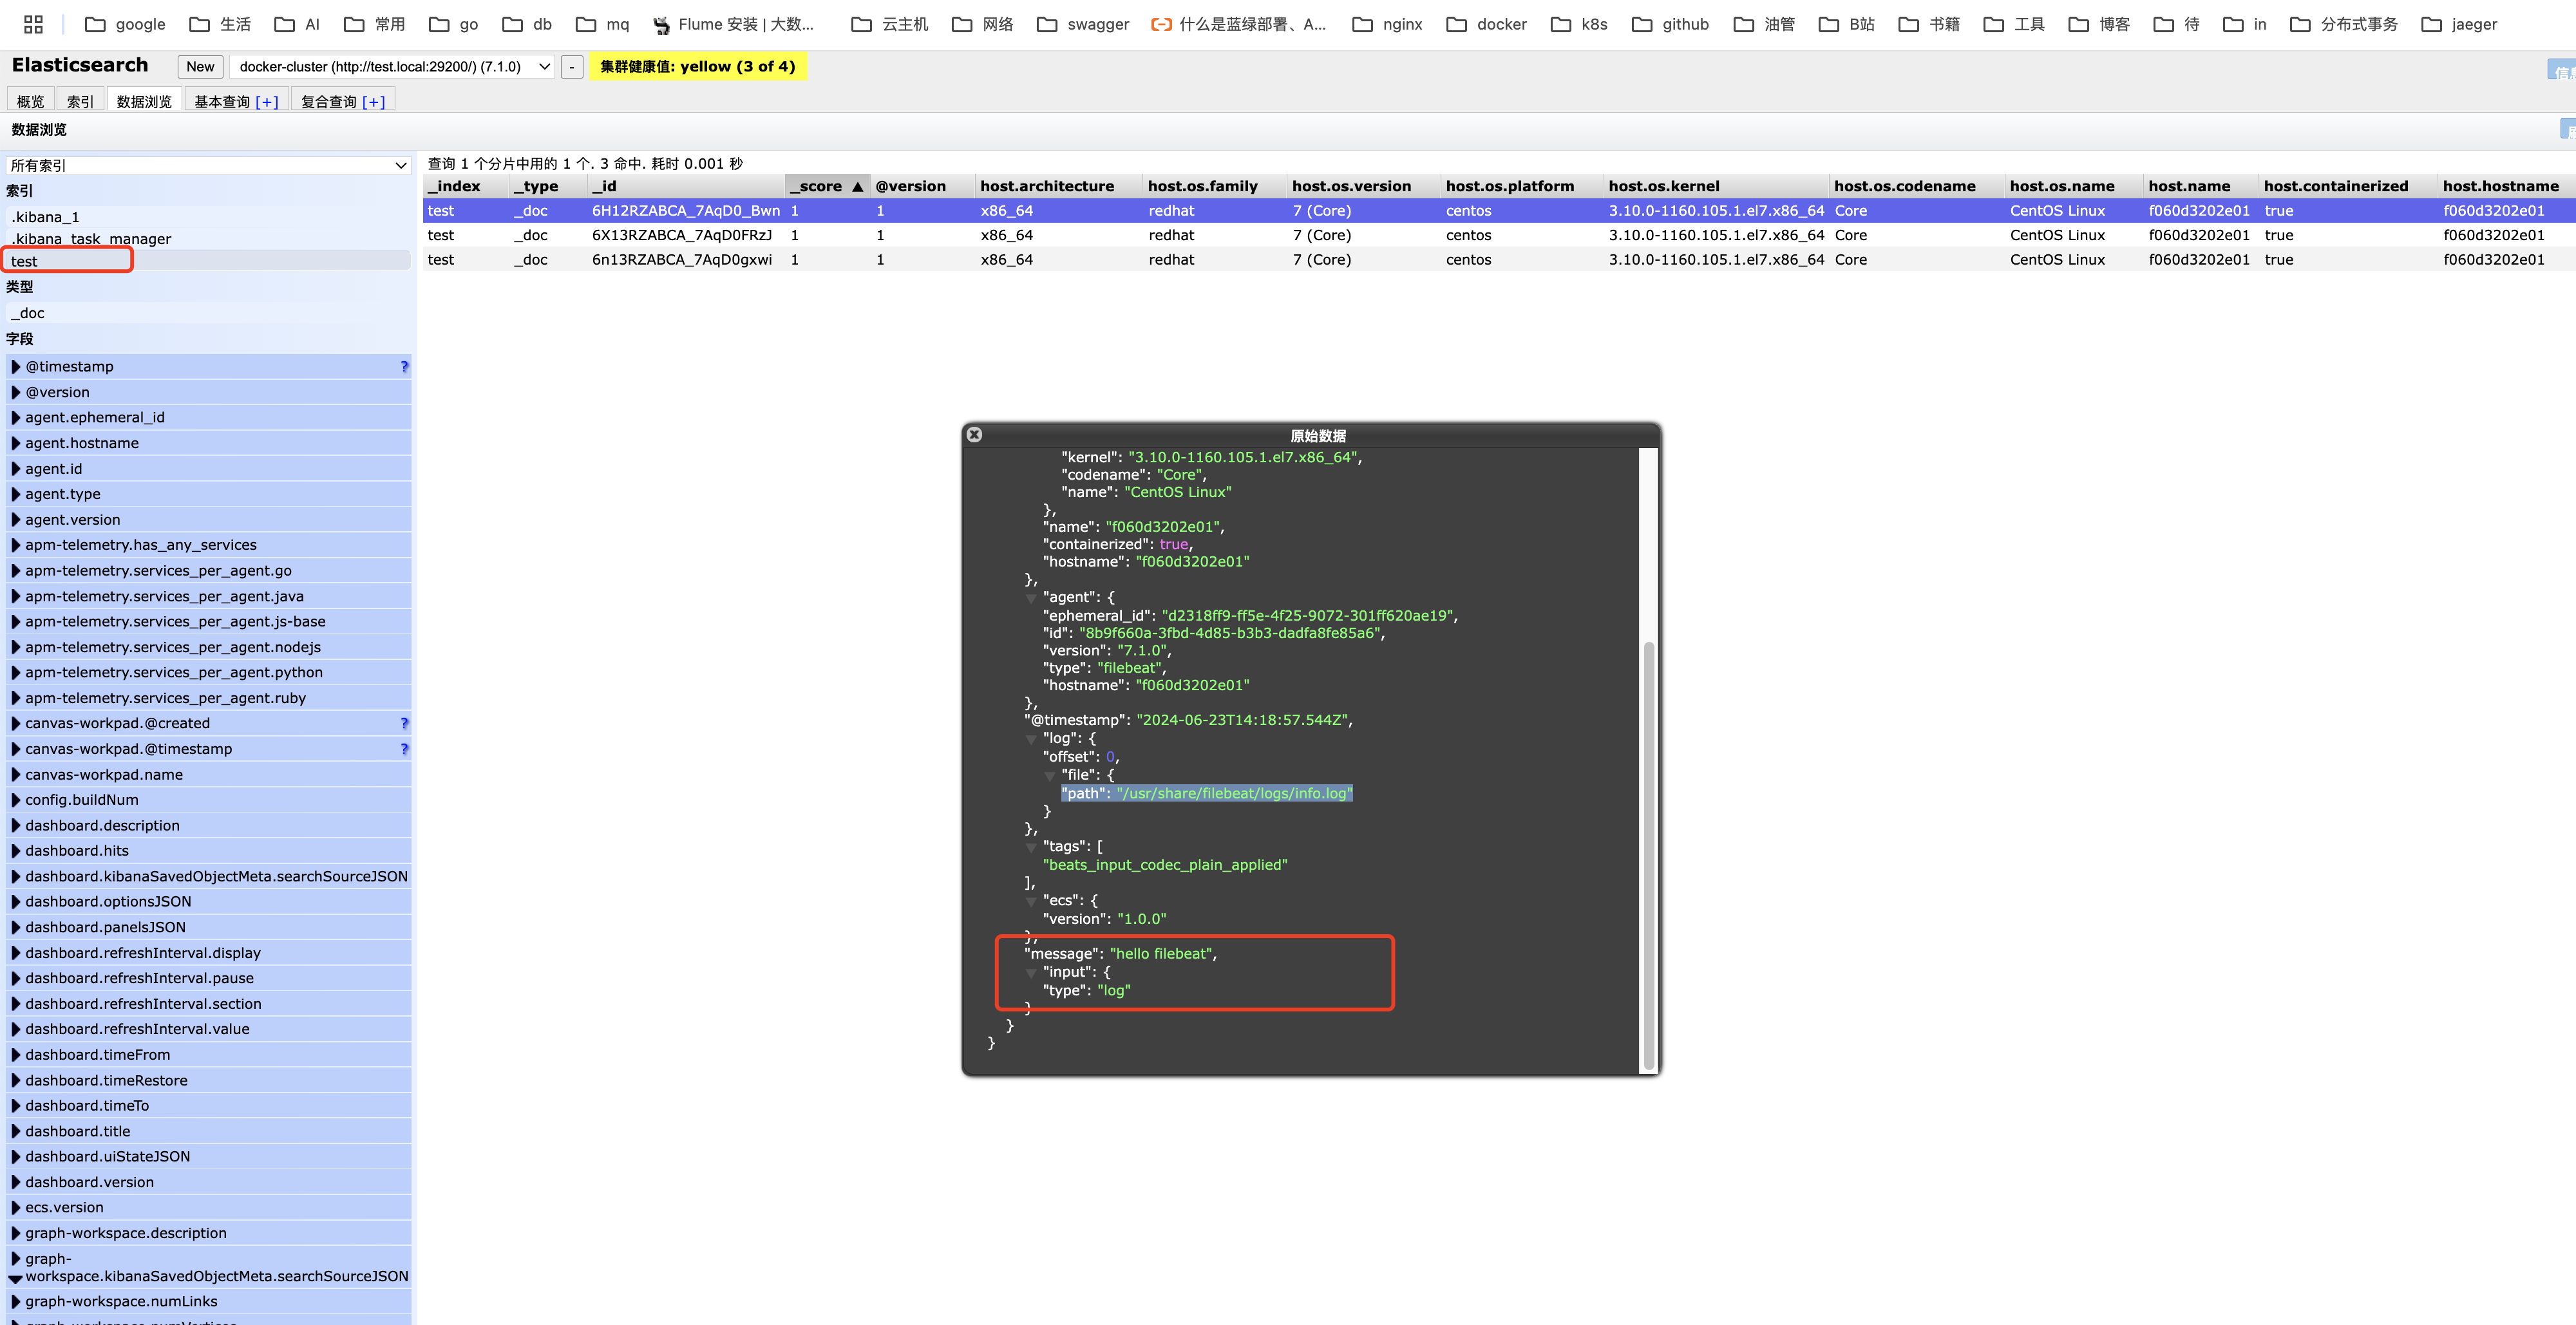 google 生活 AI 常用 go db mq Flume 安装 | 大数... 云主机 网络 swagger 什么是蓝绿部署、A... nginx docker k8s github 油管 B站 书籍 工具 博客 待 in 分布式事务 jaeger
Elasticsearch New docker-cluster (http://test.local:29200/) (7.1.0) - 集群健康值: yellow (3 of 4)
概览 索引 数据浏览 基本查询 [+] 复合查询 [+]
数据浏览
所有索引
索引
.kibana_1
.kibana_task_manager
test
类型
_doc
字段
@timestamp ?
@version
agent.ephemeral_id
agent.hostname
agent.id
agent.type
agent.version
apm-telemetry.has_any_services
apm-telemetry.services_per_agent.go
apm-telemetry.services_per_agent.java
apm-telemetry.services_per_agent.js-base
apm-telemetry.services_per_agent.nodejs
apm-telemetry.services_per_agent.python
apm-telemetry.services_per_agent.ruby
canvas-workpad.@created ?
canvas-workpad.@timestamp ?
canvas-workpad.name
config.buildNum
dashboard.description
dashboard.hits
dashboard.kibanaSavedObjectMeta.searchSourceJSON
dashboard.optionsJSON
dashboard.panelsJSON
dashboard.refreshInterval.display
dashboard.refreshInterval.pause
dashboard.refreshInterval.section
dashboard.refreshInterval.value
dashboard.timeFrom
dashboard.timeRestore
dashboard.timeTo
dashboard.title
dashboard.uiStateJSON
dashboard.version
ecs.version
graph-workspace.description
graph-
workspace.kibanaSavedObjectMeta.searchSourceJSON
graph-workspace.numLinks
查询 1 个分片中用的 1 个. 3 命中. 耗时 0.001 秒
_index _type _id _score ▲ @version host.architecture host.os.family host.os.version host.os.platform host.os.kernel host.os.codename host.os.name host.name host.containerized host.hostname
test _doc 6H12RZABCA_7AqD0_Bwn 1 1 x86_64 redhat 7 (Core) centos 3.10.0-1160.105.1.el7.x86_64 Core CentOS Linux f060d3202e01 true f060d3202e01
test _doc 6X13RZABCA_7AqD0FRzJ 1 1 x86_64 redhat 7 (Core) centos 3.10.0-1160.105.1.el7.x86_64 Core CentOS Linux f060d3202e01 true f060d3202e01
test _doc 6n13RZABCA_7AqD0gxwi 1 1 x86_64 redhat 7 (Core) centos 3.10.0-1160.105.1.el7.x86_64 Core CentOS Linux f060d3202e01 true f060d3202e01
原始数据
"kernel": "3.10.0-1160.105.1.el7.x86_64",
"codename": "Core",
"name": "CentOS Linux"
},
"name": "f060d3202e01",
"containerized": true,
"hostname": "f060d3202e01"
},
"agent": {
"ephemeral_id": "d2318ff9-ff5e-4f25-9072-301ff620ae19",
"id": "8b9f660a-3fbd-4d85-b3b3-dadfa8fe85a6",
"version": "7.1.0",
"type": "filebeat",
"hostname": "f060d3202e01"
},
"@timestamp": "2024-06-23T14:18:57.544Z",
"log": {
"offset": 0,
"file": {
"path": "/usr/share/filebeat/logs/info.log"
}
},
"tags": [
"beats_input_codec_plain_applied"
],
"ecs": {
"version": "1.0.0"
},
"message": "hello filebeat",
"input": {
"type": "log"
}
}
}